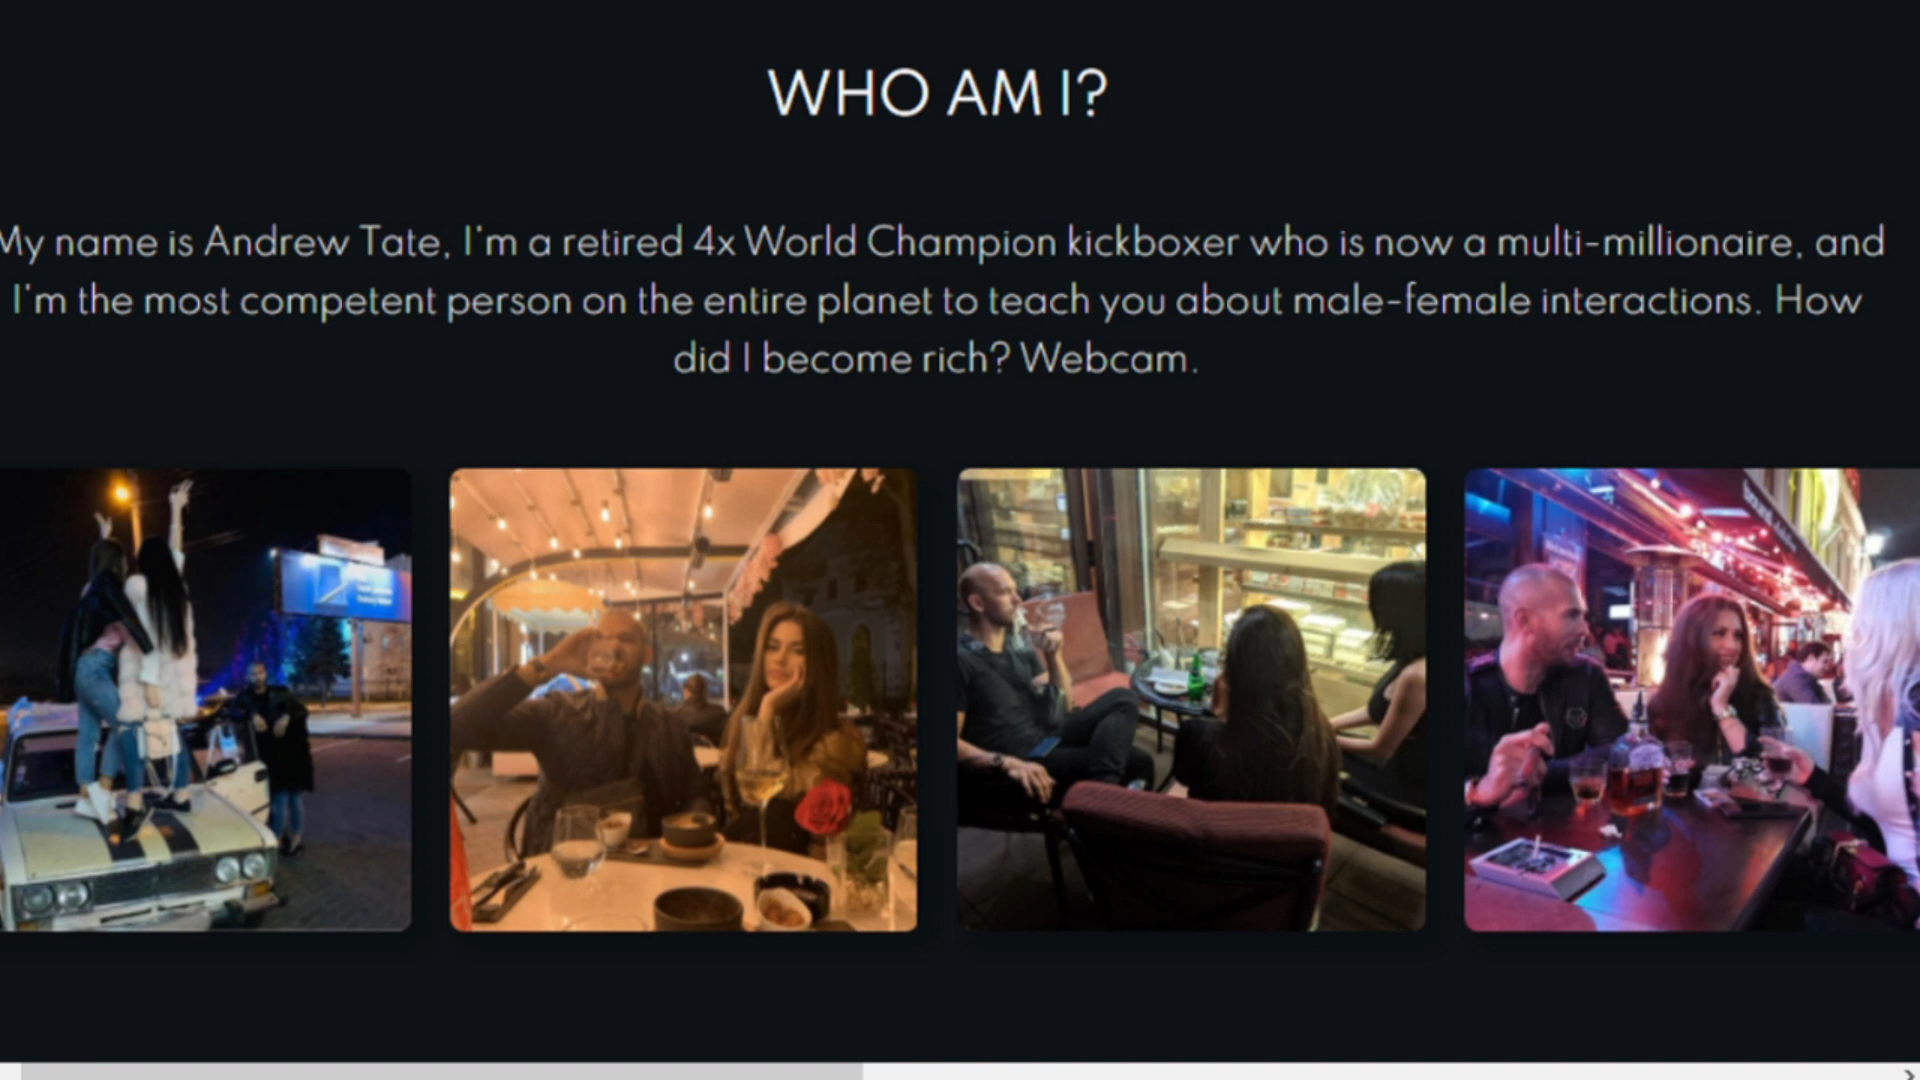 WHO AM I?
My name is Andrew Tate, I'm a retired 4x World Champion kickboxer who is now a multi-millionaire, and
I'm the most competent person on the entire planet to teach you about male-female interactions. How
did I become rich? Webcam.